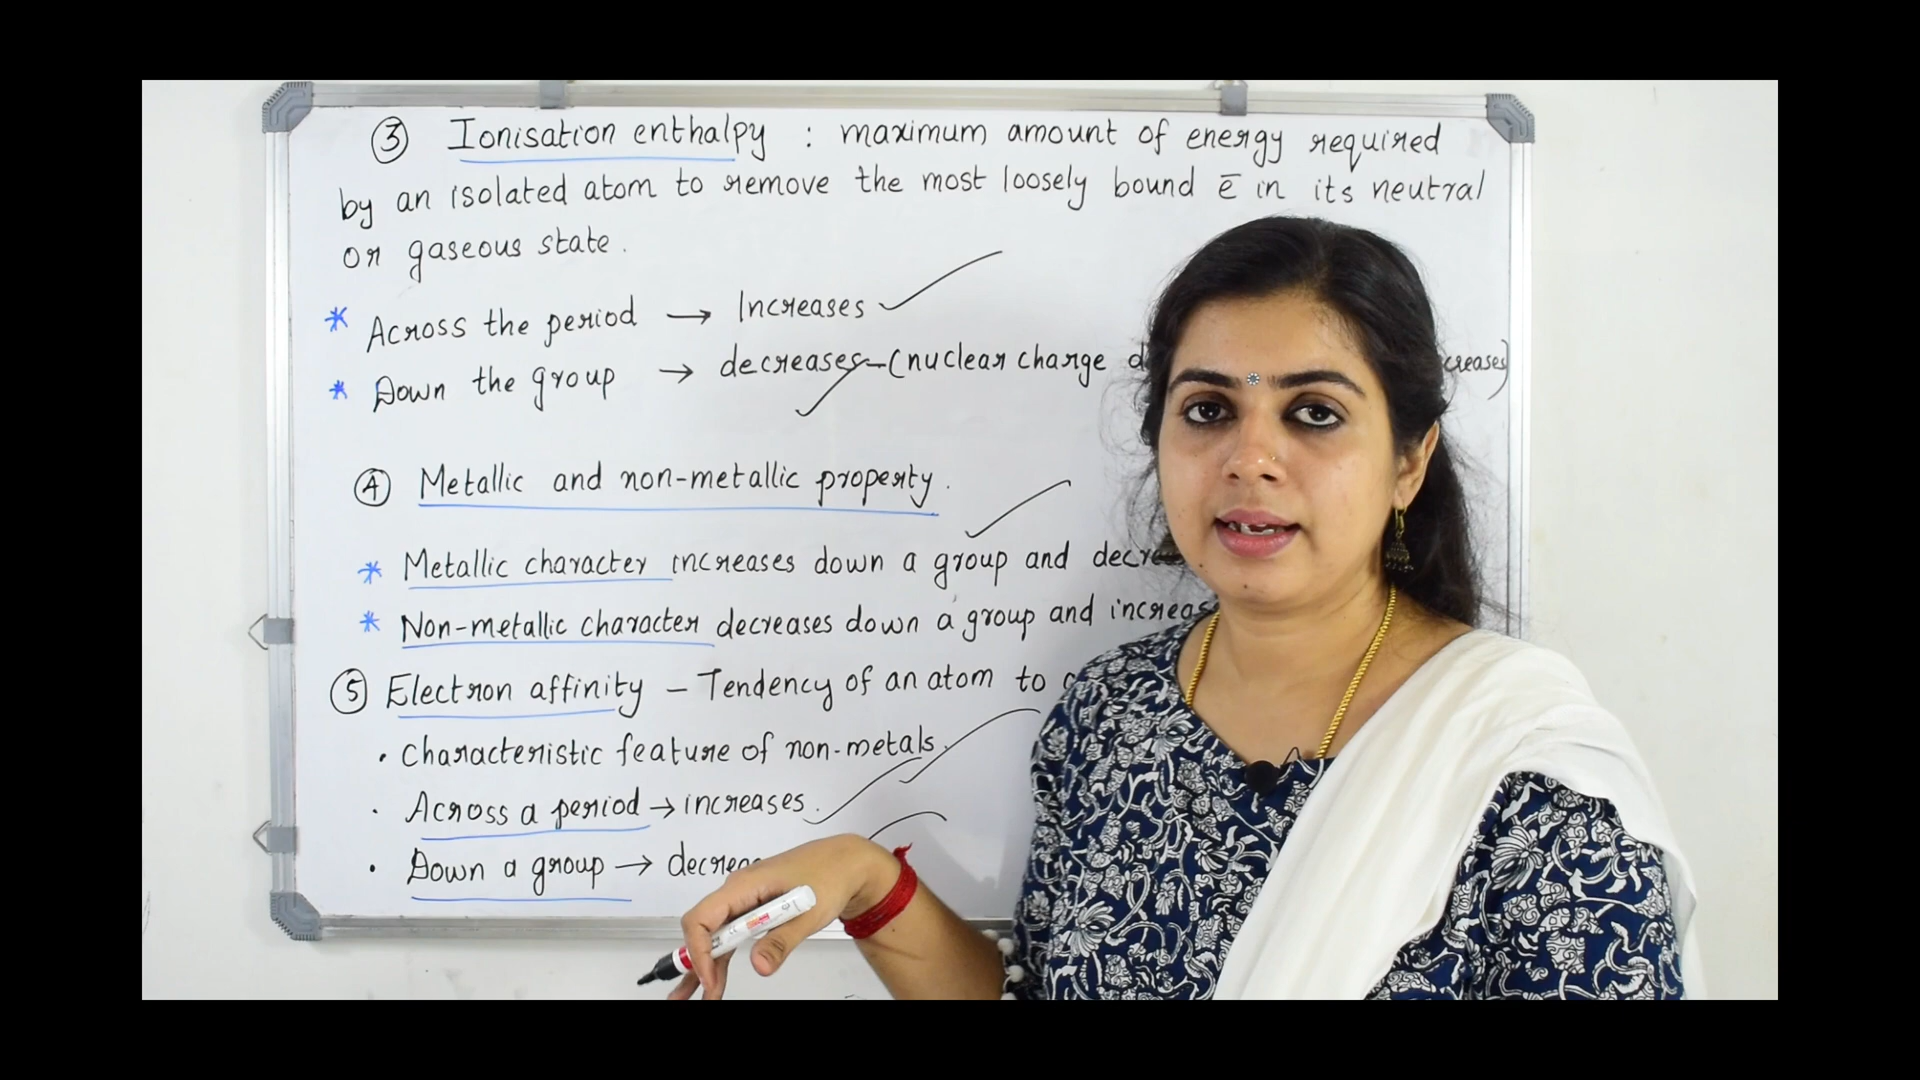 ③ Ionisation enthalpy : maximum amount of energy required
by an isolated atom to remove the most loosely bound e̅ in its neutral
or gaseous state.
* Across the period → Increases
* Down the group → decreases - (nuclear charge
④ Metallic and non-metallic property.
* Metallic character increases down a group and
* Non-metallic character decreases down a group and
⑤ Electron affinity - Tendency of an atom to
• Characteristic feature of non-metals.
• Across a period → increases.
• Down a group →